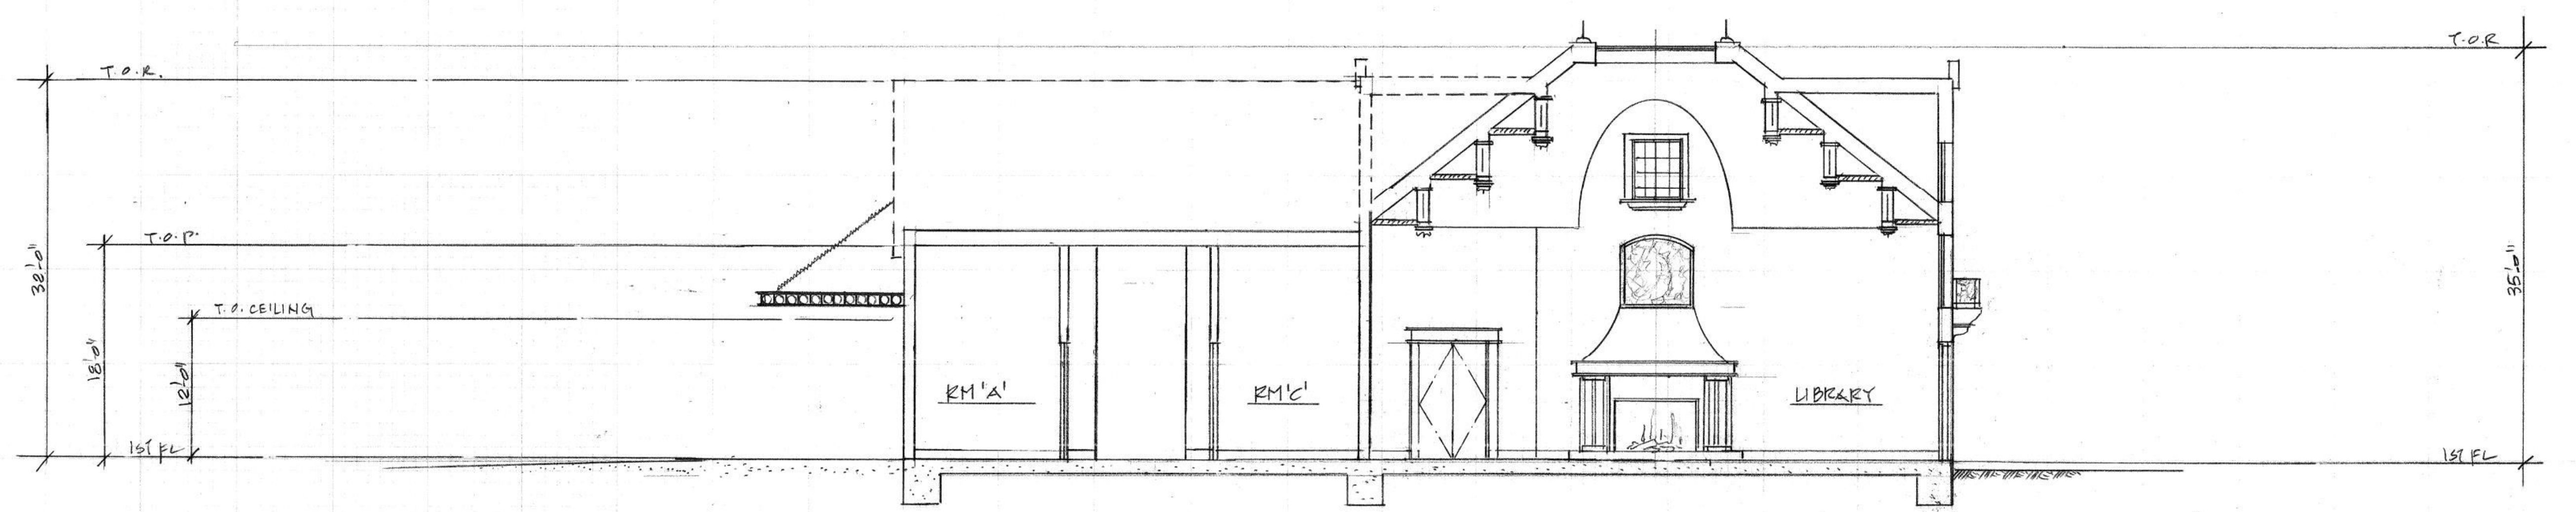 T.O.R.
T.O.R
T.O.P.
32'-0"
35'-0"
T.O. CEILING
18'-0"
12'-0"
RM 'A'
RM 'C'
LIBRARY
1ST FL
1ST FL